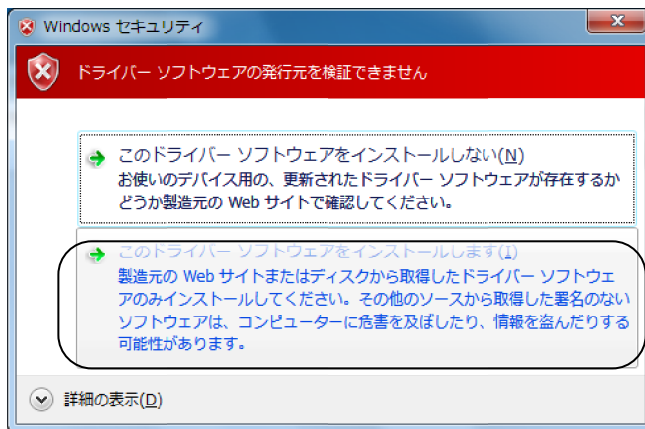 Windows セキュリティ
ドライバー ソフトウェアの発行元を検証できません
このドライバー ソフトウェアをインストールしない(N)
お使いのデバイス用の、更新されたドライバー ソフトウェアが存在するか
どうか製造元の Web サイトで確認してください。
このドライバー ソフトウェアをインストールします(I)
製造元の Web サイトまたはディスクから取得したドライバー ソフトウェ
アのみインストールしてください。その他のソースから取得した署名のない
ソフトウェアは、コンピューターに危害を及ぼしたり、情報を盗んだりする
可能性があります。
詳細の表示(D)